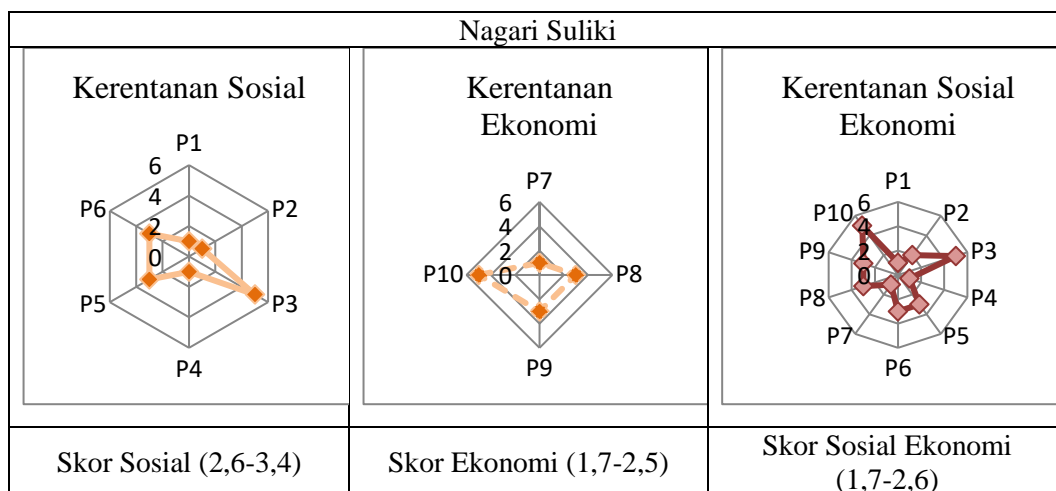 Nagari Suliki
Kerentanan Sosial
P1
6
4
2
0
P2
P3
P4
P5
P6
Skor Sosial (2,6-3,4)
Kerentanan
Ekonomi
P7
6
4
2
0
P8
P9
P10
Skor Ekonomi (1,7-2,5)
Kerentanan Sosial
Ekonomi
P1
6
4
2
0
P2
P3
P4
P5
P6
P7
P8
P9
P10
Skor Sosial Ekonomi
(1,7-2,6)